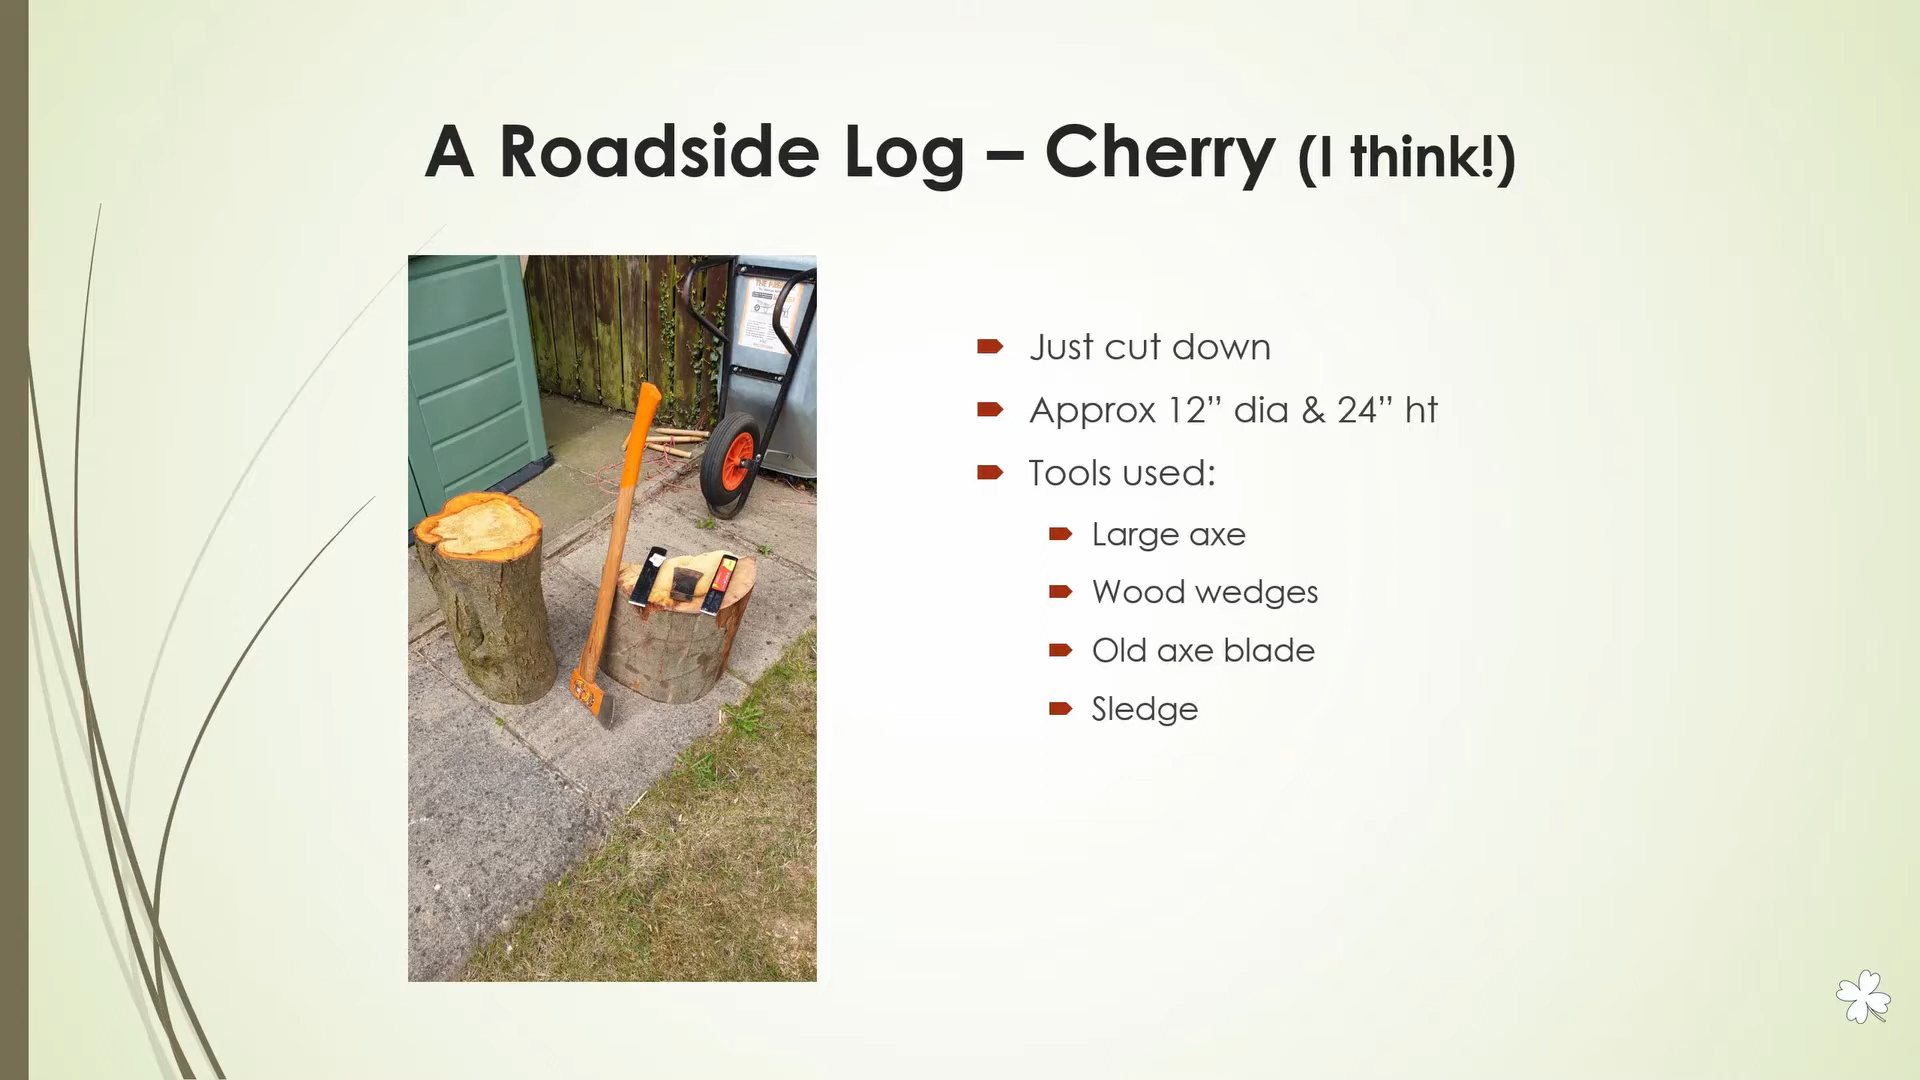 A Roadside Log – Cherry (I think!)
Just cut down
Approx 12” dia & 24” ht
Tools used:
Large axe
Wood wedges
Old axe blade
Sledge